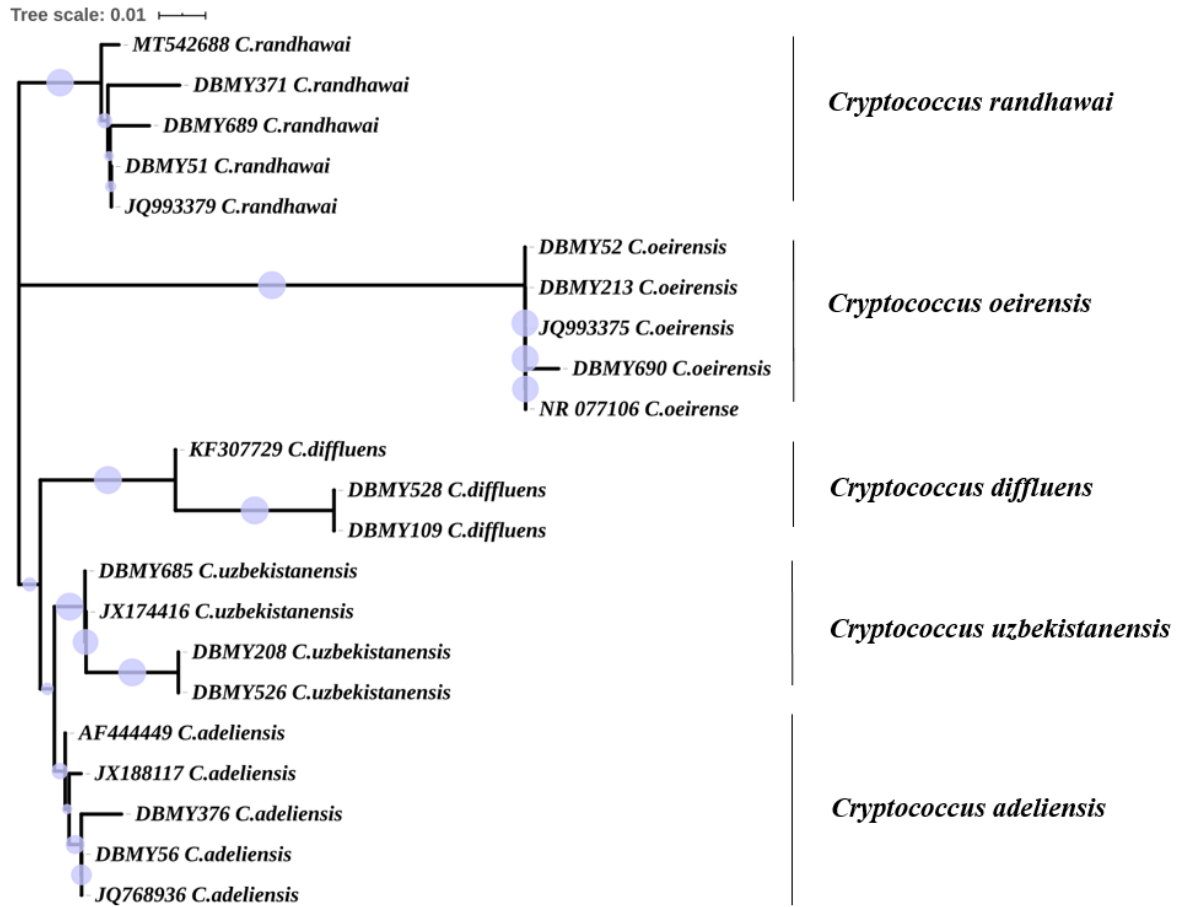 Tree scale: 0.01
MT542688 C.randhawai
DBMY371 C.randhawai
DBMY689 C.randhawai
DBMY51 C.randhawai
JQ993379 C.randhawai
Cryptococcus randhawai
DBMY52 C.oeirensis
DBMY213 C.oeirensis
JQ993375 C.oeirensis
DBMY690 C.oeirensis
NR 077106 C.oeirense
Cryptococcus oeirensis
KF307729 C.diffluens
DBMY528 C.diffluens
DBMY109 C.diffluens
Cryptococcus diffluens
DBMY685 C.uzbekistanensis
JX174416 C.uzbekistanensis
DBMY208 C.uzbekistanensis
DBMY526 C.uzbekistanensis
Cryptococcus uzbekistanensis
AF444449 C.adeliensis
JX188117 C.adeliensis
DBMY376 C.adeliensis
DBMY56 C.adeliensis
JQ768936 C.adeliensis
Cryptococcus adeliensis